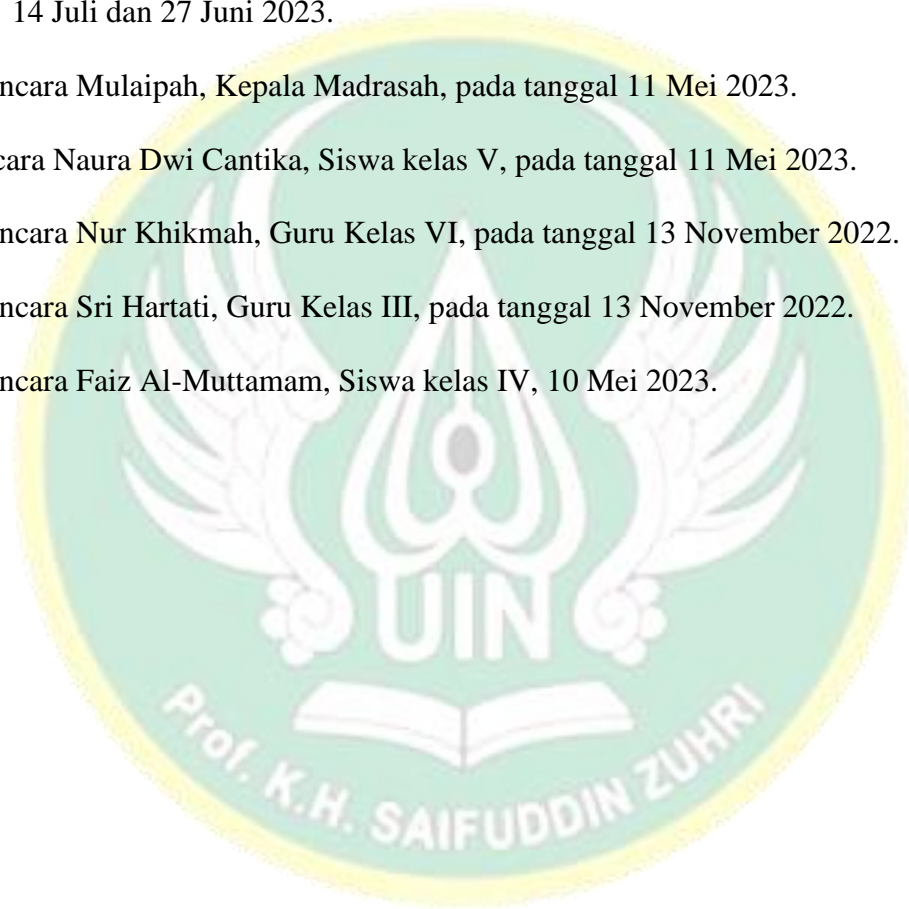 14 Juli dan 27 Juni 2023.
ncara Mulaipah, Kepala Madrasah, pada tanggal 11 Mei 2023.
cara Naura Dwi Cantika, Siswa kelas V, pada tanggal 11 Mei 2023.
ncara Nur Khikmah, Guru Kelas VI, pada tanggal 13 November 2022.
ncara Sri Hartati, Guru Kelas III, pada tanggal 13 November 2022.
ncara Faiz Al-Muttamam, Siswa kelas IV, 10 Mei 2023.
UIN
Prof. K.H. SAIFUDDIN ZUHRI